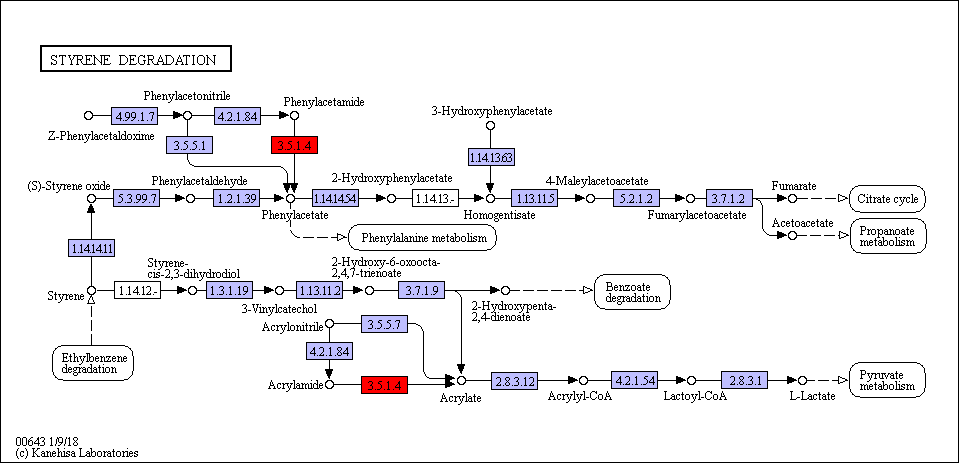 STYRENE DEGRADATION
Phenylacetonitrile
Phenylacetamide
4.99.1.7
4.2.1.84
3-Hydroxyphenylacetate
Z-Phenylacetaldoxime
3.5.5.1
3.5.1.4
1.14.13.63
(S)-Styrene oxide
Phenylacetaldehyde
2-Hydroxyphenylacetate
4-Maleylacetoacetate
Fumarate
5.3.99.7
1.2.1.39
1.14.14.54
1.14.13.-
1.13.11.5
5.2.1.2
3.7.1.2
Citrate cycle
Phenylacetate
Homogentisate
Fumarylacetoacetate
Acetoacetate
Phenylalanine metabolism
Propanoate
metabolism
1.14.14.11
Styrene-
cis-2,3-dihydrodiol
2-Hydroxy-6-oxoocta-
2,4,7-trienoate
Styrene
1.14.12.-
1.3.1.19
1.13.11.2
3.7.1.9
Benzoate
degradation
3-Vinylcatechol
2-Hydroxypenta-
2,4-dienoate
Acrylonitrile
3.5.5.7
4.2.1.84
Ethylbenzene
degradation
Acrylamide
3.5.1.4
2.8.3.12
4.2.1.54
2.8.3.1
Pyruvate
metabolism
Acrylate
Acrylyl-CoA
Lactoyl-CoA
L-Lactate
00643 1/9/18
(c) Kanehisa Laboratories